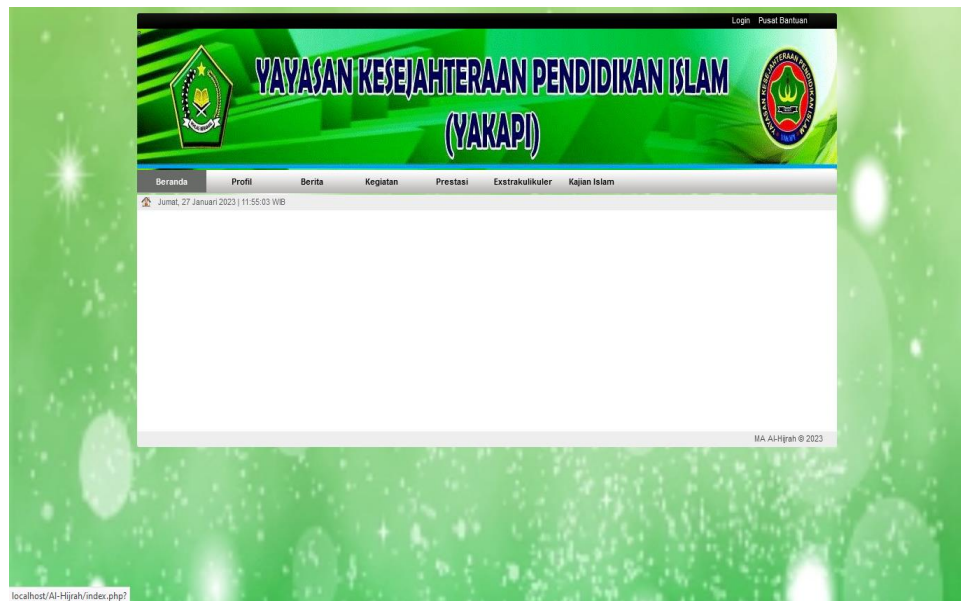 Login Pusat Bantuan
YAYASAN KESEJAHTERAAN PENDIDIKAN ISLAM
(YAKAPI)
Beranda Profil Berita Kegiatan Prestasi Exstrakulikuler Kajian Islam
Jumat, 27 Januari 2023 | 11:55:03 WIB
MA Al-Hijrah © 2023
localhost/Al-Hijrah/index.php?